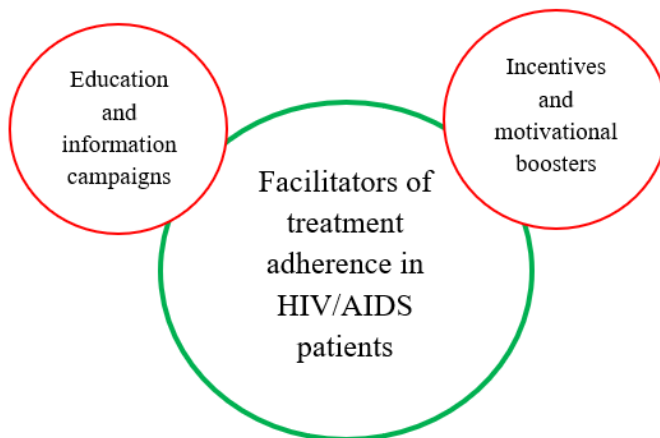 Education
and
information
campaigns
Incentives
and
motivational
boosters
Facilitators of
treatment
adherence in
HIV/AIDS
patients